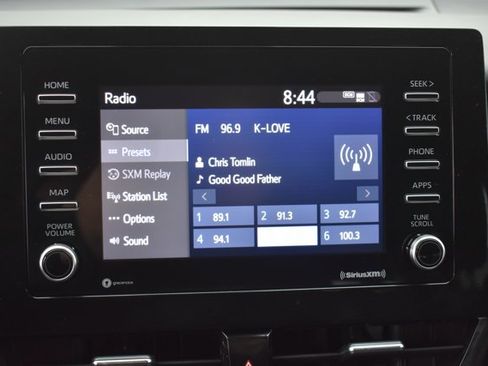 HOME
MENU
AUDIO
MAP
POWER
VOLUME
Radio
8:44
Source
Presets
SXM Replay
Station List
Options
Sound
FM 96.9 K-LOVE
Chris Tomlin
Good Good Father
< >
1 89.1 2 91.3 3 92.7
4 94.1 6 100.3
gracenote
SiriusXM
SEEK >
< TRACK
PHONE
APPS
TUNE
SCROLL